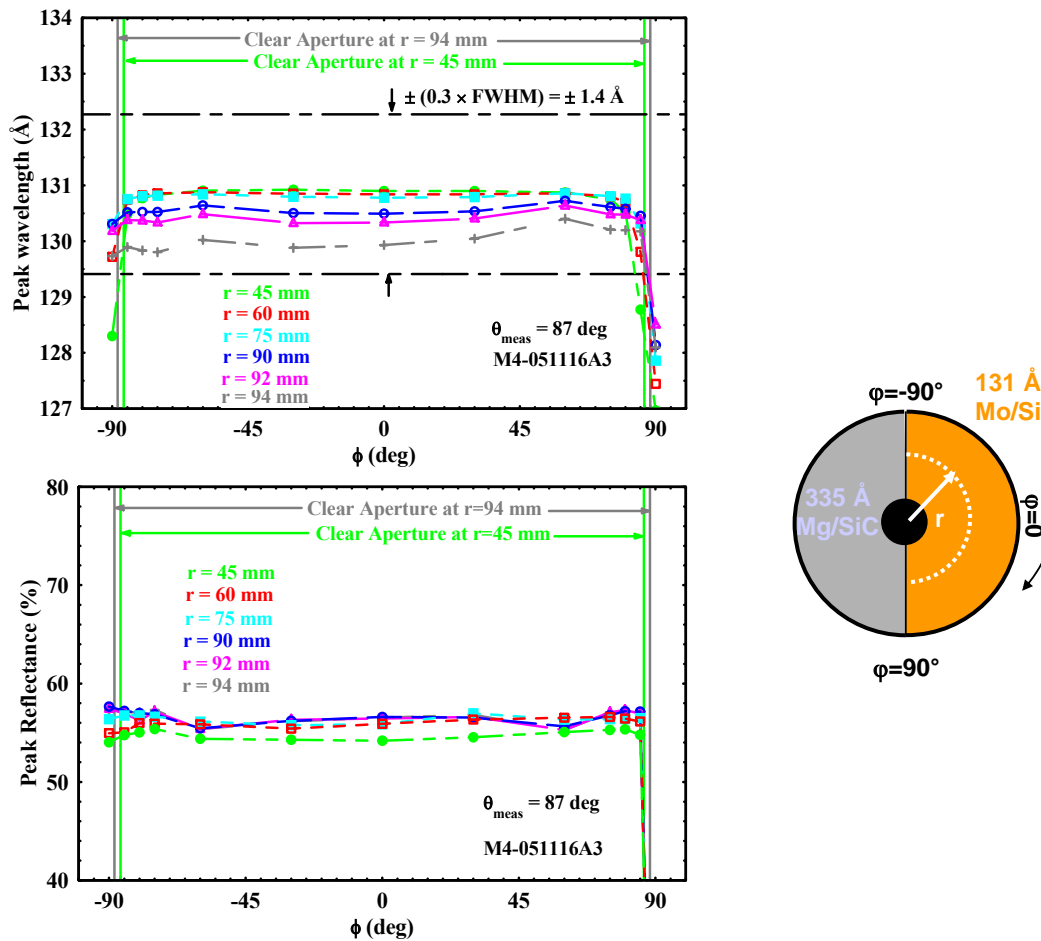 134
133
132
131
130
129
128
127
Peak wavelength (Å)
Clear Aperture at r = 94 mm
Clear Aperture at r = 45 mm
± (0.3 × FWHM) = ± 1.4 Å
r = 45 mm
r = 60 mm
r = 75 mm
r = 90 mm
r = 92 mm
r = 94 mm
θmeas = 87 deg
M4-051116A3
-90 -45 0 45 90
ϕ (deg)
80
70
60
50
40
Peak Reflectance (%)
Clear Aperture at r=94 mm
Clear Aperture at r=45 mm
r = 45 mm
r = 60 mm
r = 75 mm
r = 90 mm
r = 92 mm
r = 94 mm
θmeas = 87 deg
M4-051116A3
-90 -45 0 45 90
ϕ (deg)
φ=-90°
131 Å
Mo/Si
335 Å
Mg/SiC
r
φ=0
φ=90°